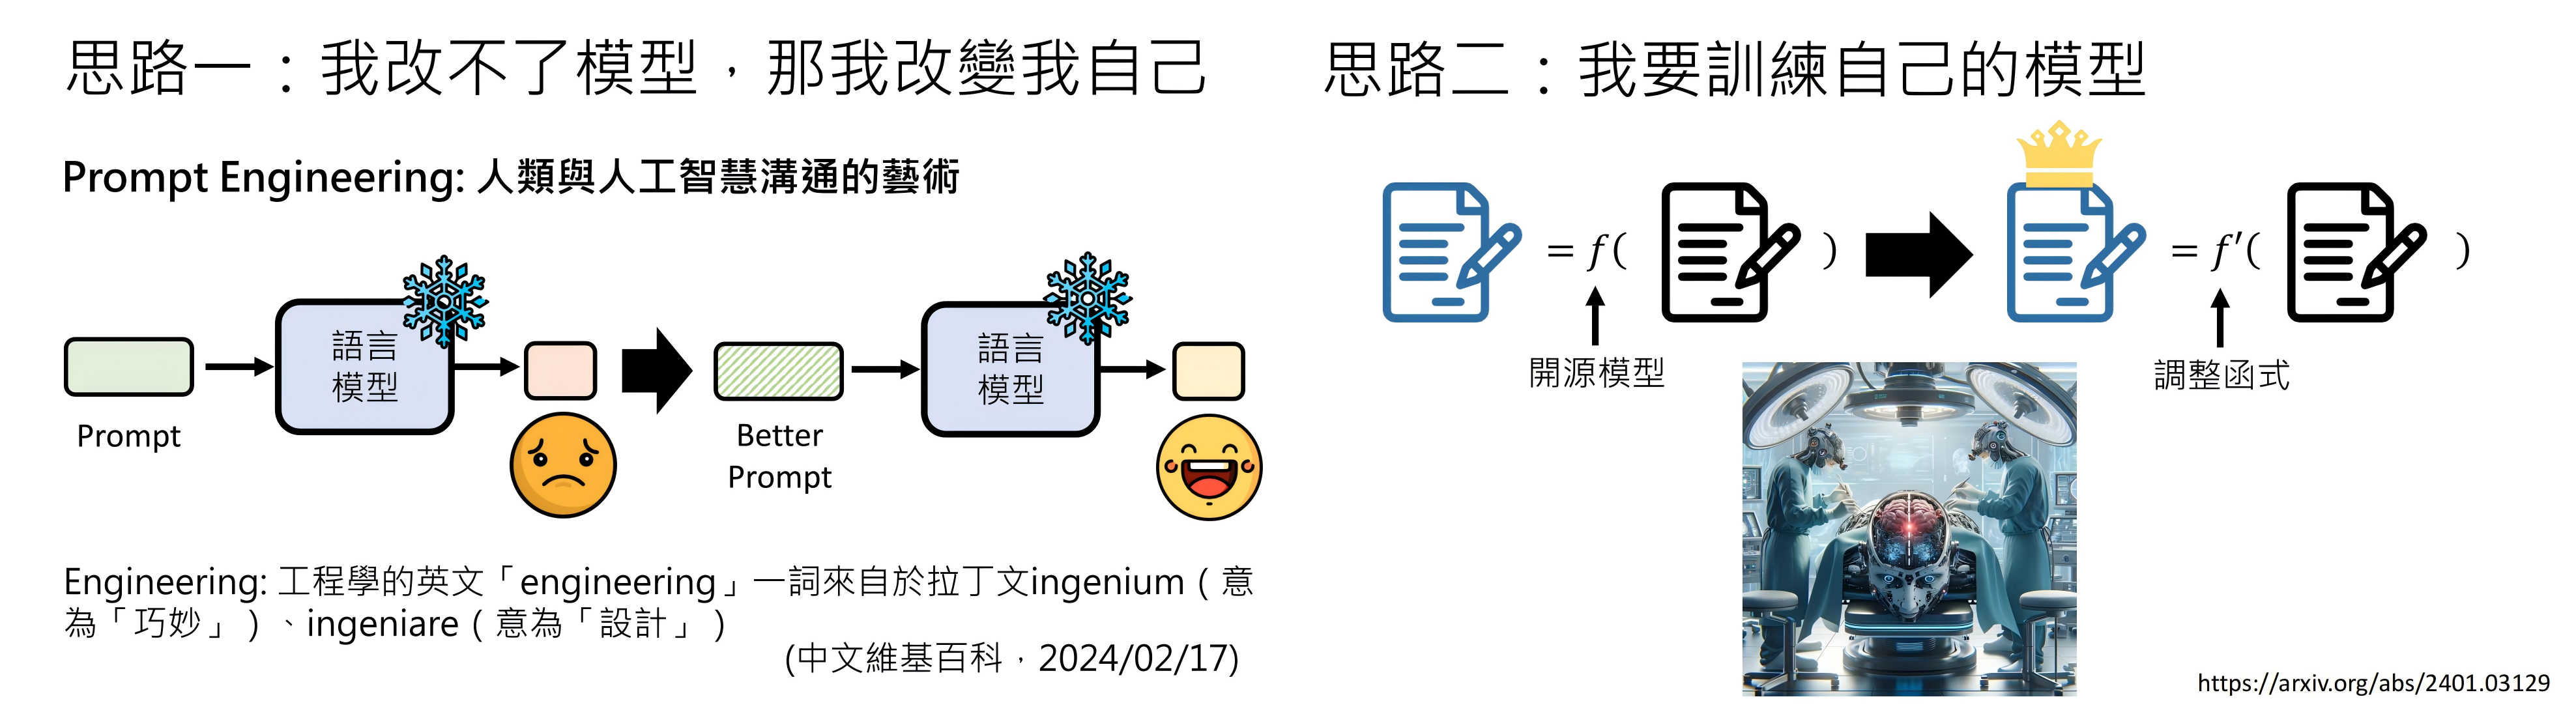 思路一：我改不了模型，那我改變我自己
Prompt Engineering: 人類與人工智慧溝通的藝術
語言
模型
Prompt
語言
模型
Better
Prompt
Engineering: 工程學的英文「engineering」一詞來自於拉丁文ingenium（意
為「巧妙」）、ingeniare（意為「設計」）
(中文維基百科，2024/02/17)
思路二：我要訓練自己的模型
= f( )
= f′( )
開源模型
調整函式
https://arxiv.org/abs/2401.03129